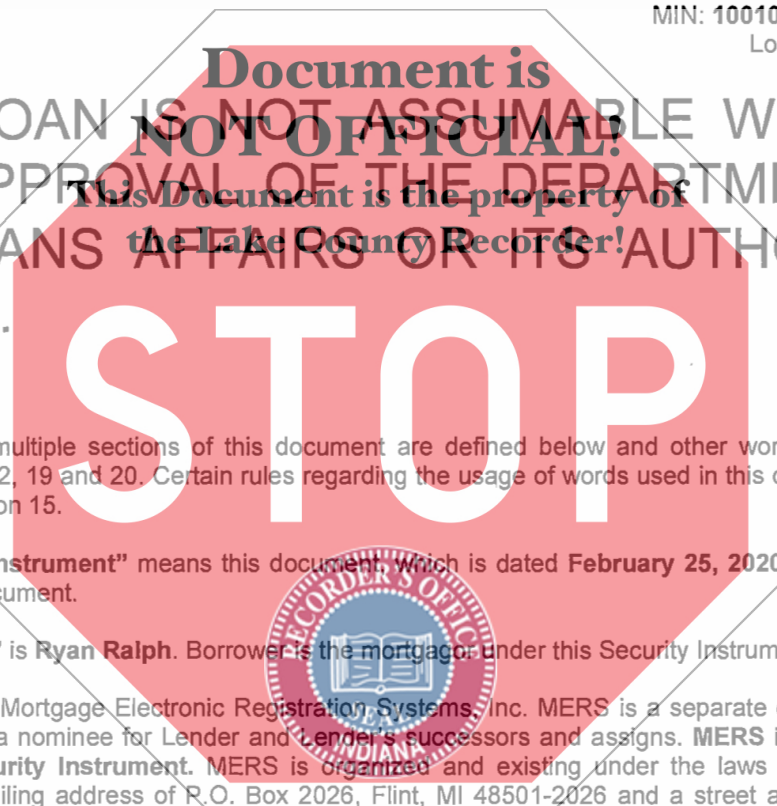 MIN: 10010
Lo
Document is
OAN IS NOT ASSUMABLE W
NOT OFFICIAL!
PPROVAL OF THE DEPARTM
This Document is the property of
ANS AFFAIRS OR ITS AUTH
the Lake County Recorder!
.
STOP
multiple sections of this document are defined below and other wor
2, 19 and 20. Certain rules regarding the usage of words used in this
on 15.
nstrument” means this document, which is dated February 25, 2020
cument.
RECORDER'S OFFICE
” is Ryan Ralph. Borrower is the mortgagor under this Security Instrum
Mortgage Electronic Registration Systems, Inc. MERS is a separate
SEAL
a nominee for Lender and Lender's successors and assigns. MERS i
INDIANA
urity Instrument. MERS is organized and existing under the laws
iling address of P.O. Box 2026, Flint, MI 48501-2026 and a street a